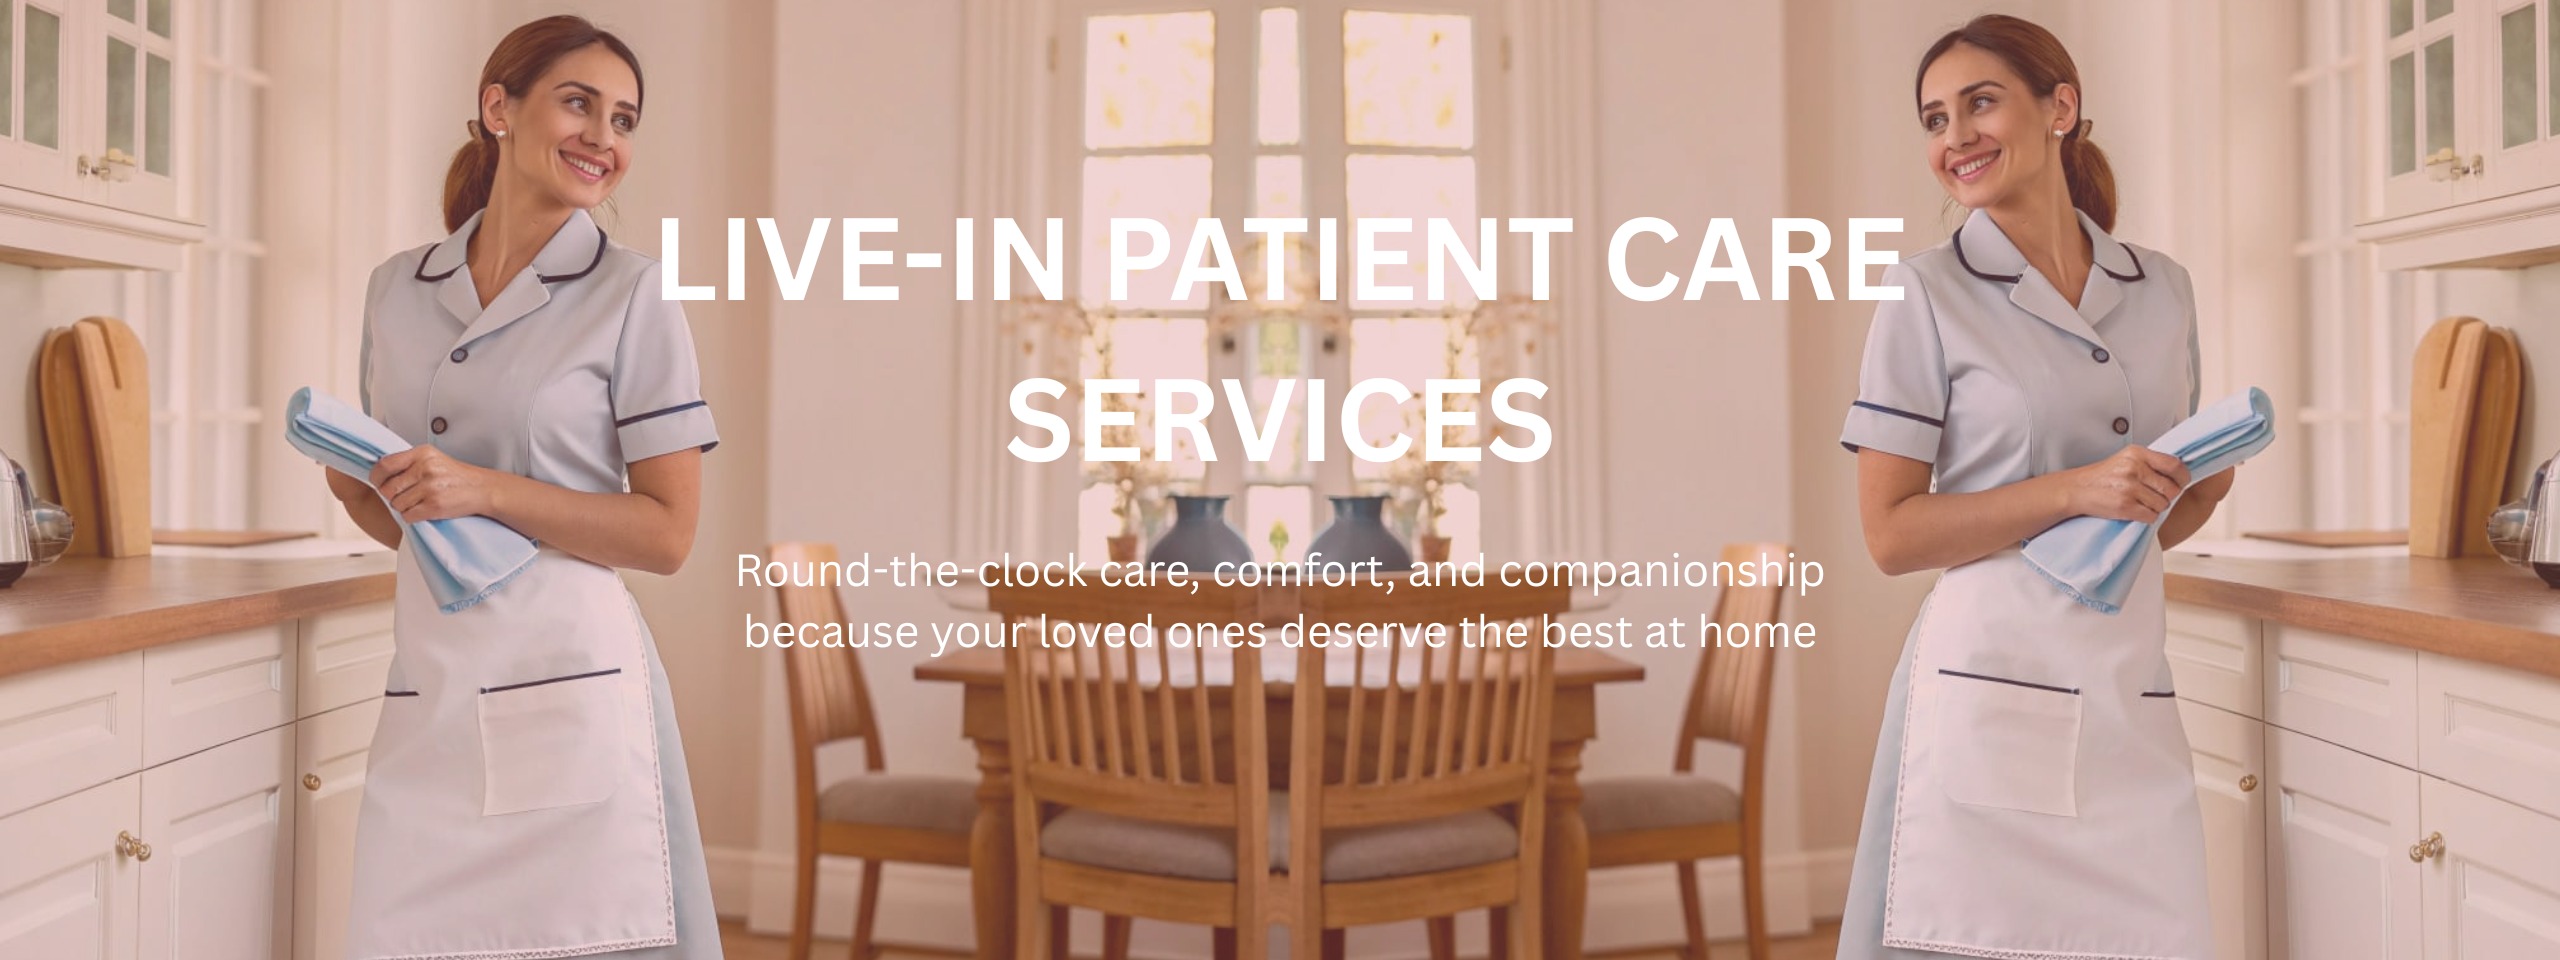 LIVE-IN PATIENT CARE
SERVICES
Round-the-clock care, comfort, and companionship
because your loved ones deserve the best at home